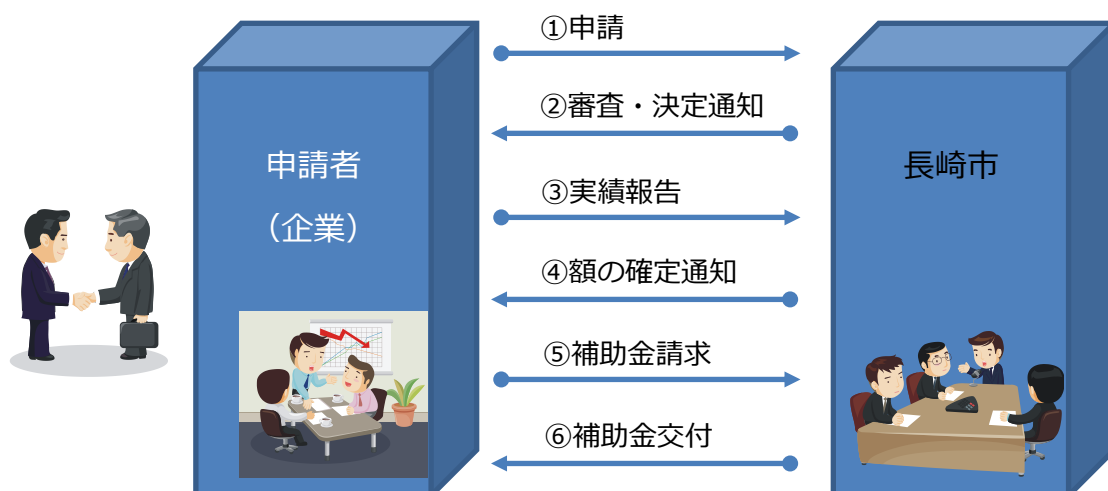 申請者
（企業）
①申請
②審査・決定通知
③実績報告
④額の確定通知
⑤補助金請求
⑥補助金交付
長崎市